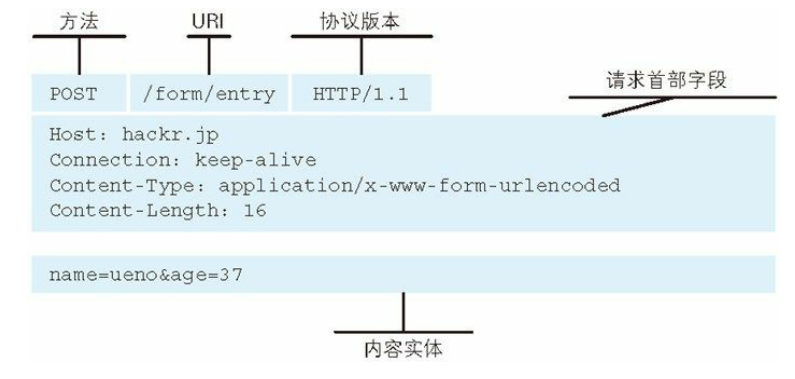 方法 URI 协议版本
请求首部字段
POST /form/entry HTTP/1.1
Host: hackr.jp
Connection: keep-alive
Content-Type: application/x-www-form-urlencoded
Content-Length: 16
name=ueno&age=37
内容实体